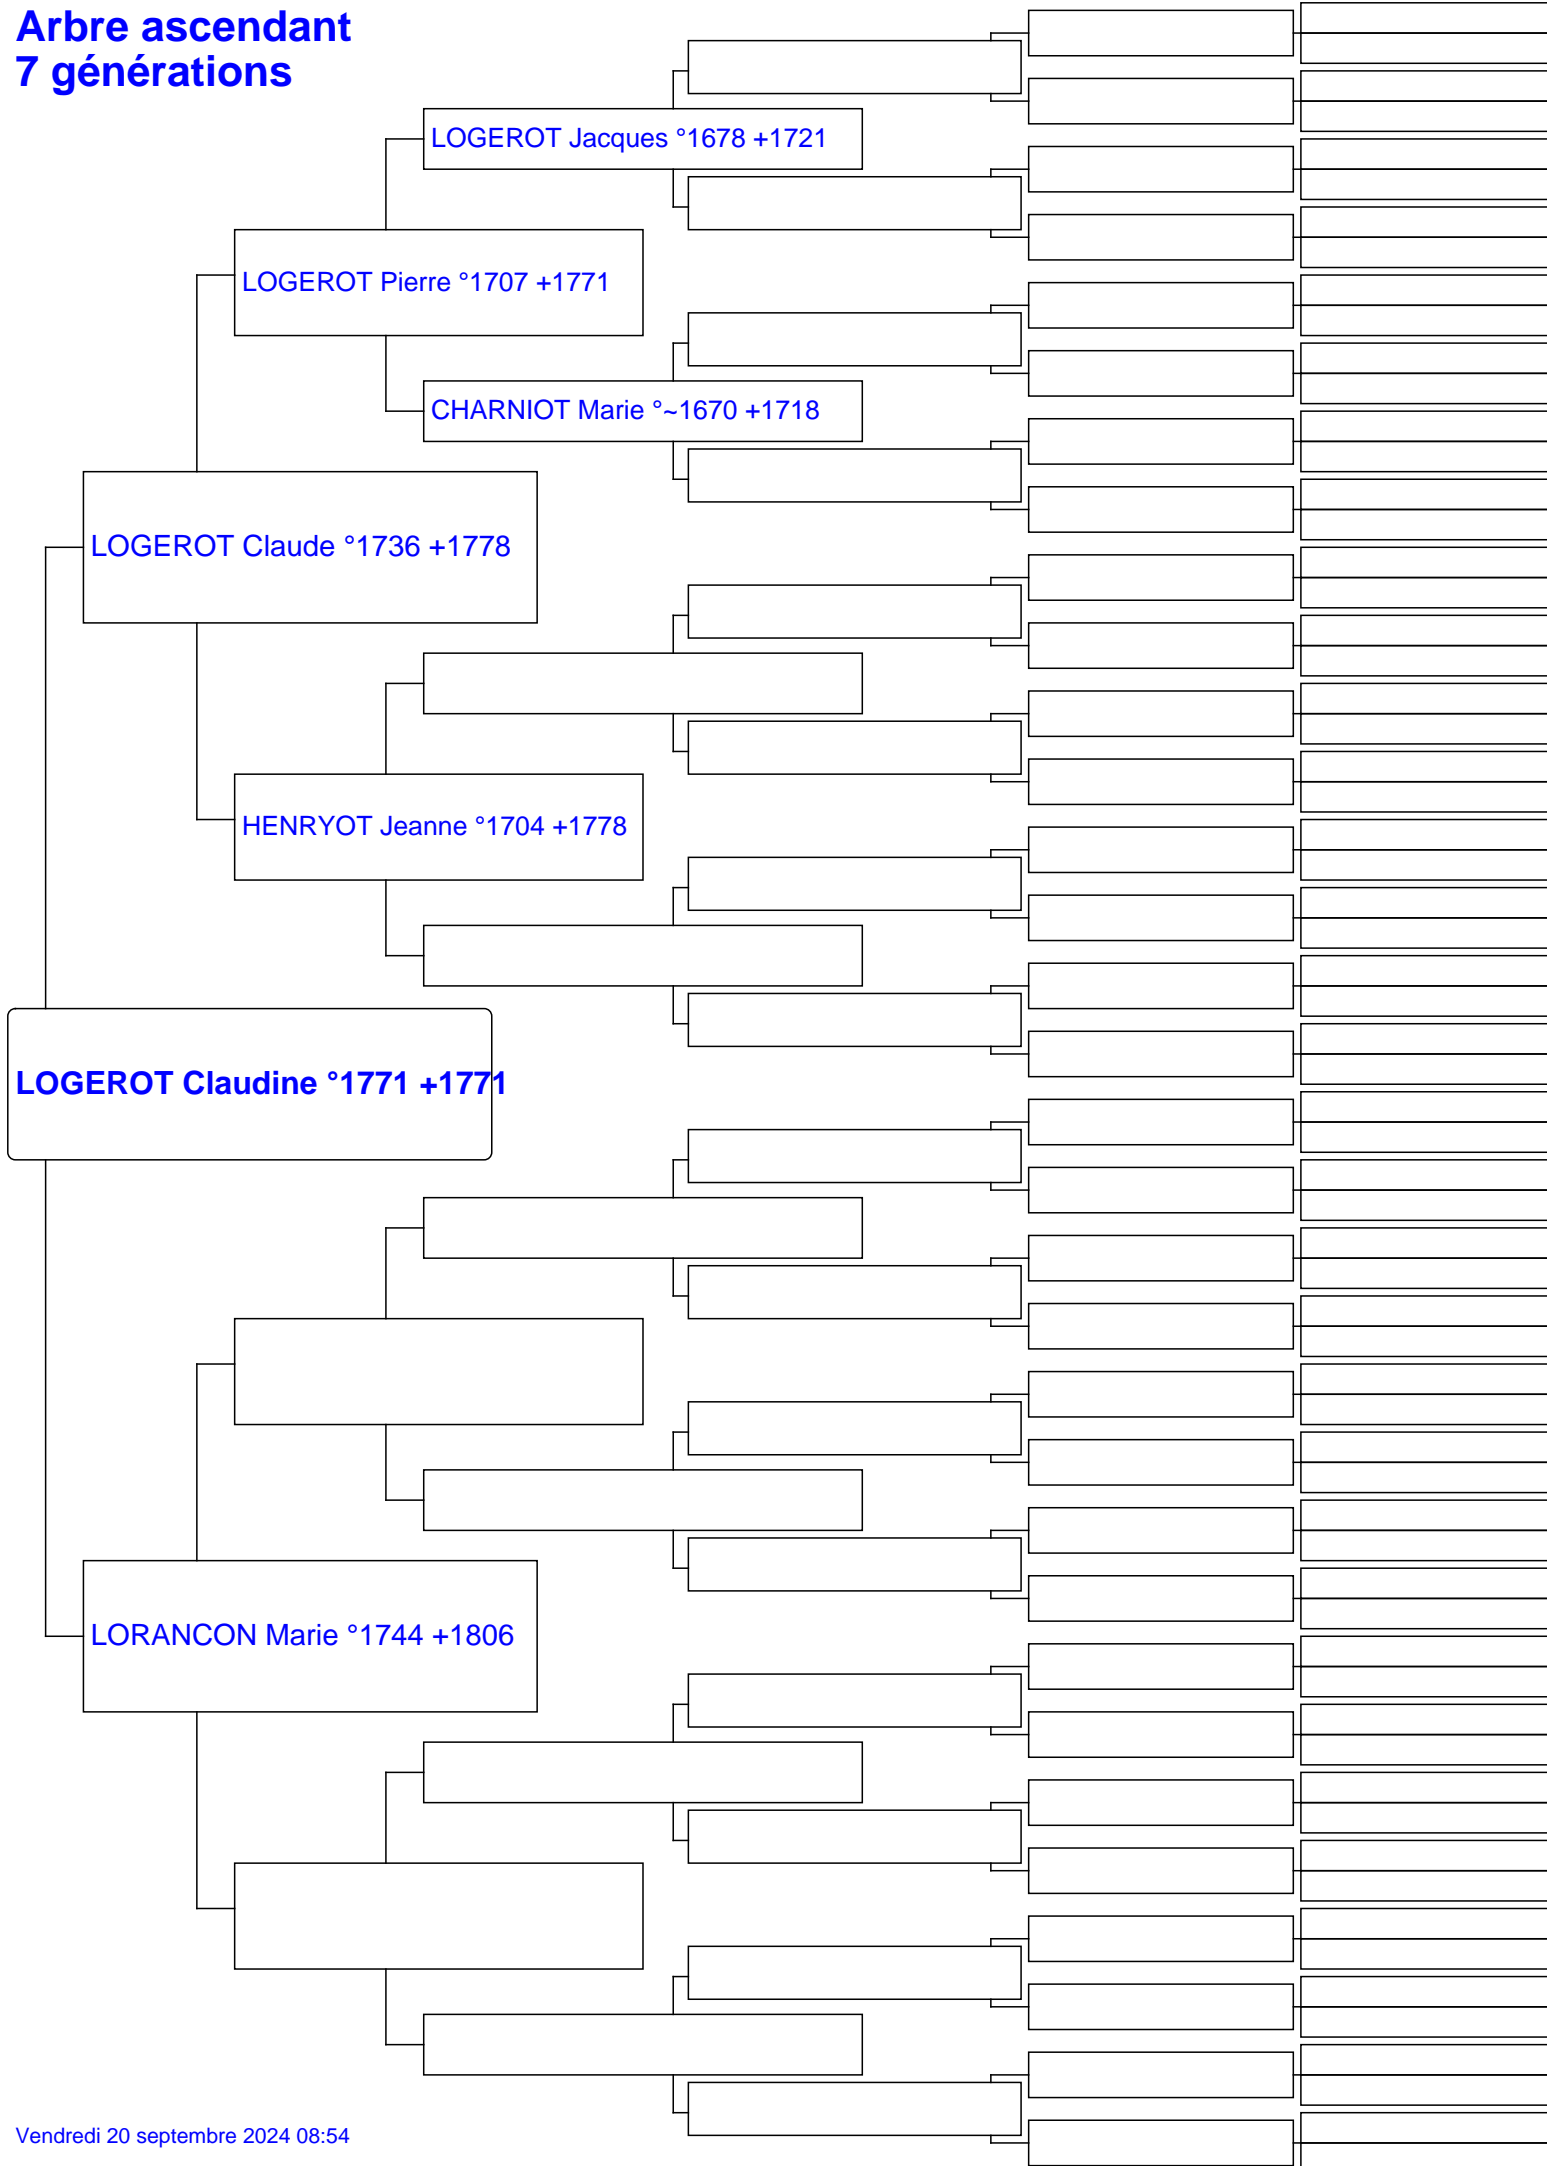 Arbre ascendant
7 générations
LOGEROT Jacques °1678 +1721
LOGEROT Pierre °1707 +1771
CHARNIOT Marie °~1670 +1718
LOGEROT Claude °1736 +1778
HENRYOT Jeanne °1704 +1778
LOGEROT Claudine °1771 +1771
LORANCON Marie °1744 +1806
Vendredi 20 septembre 2024 08:54